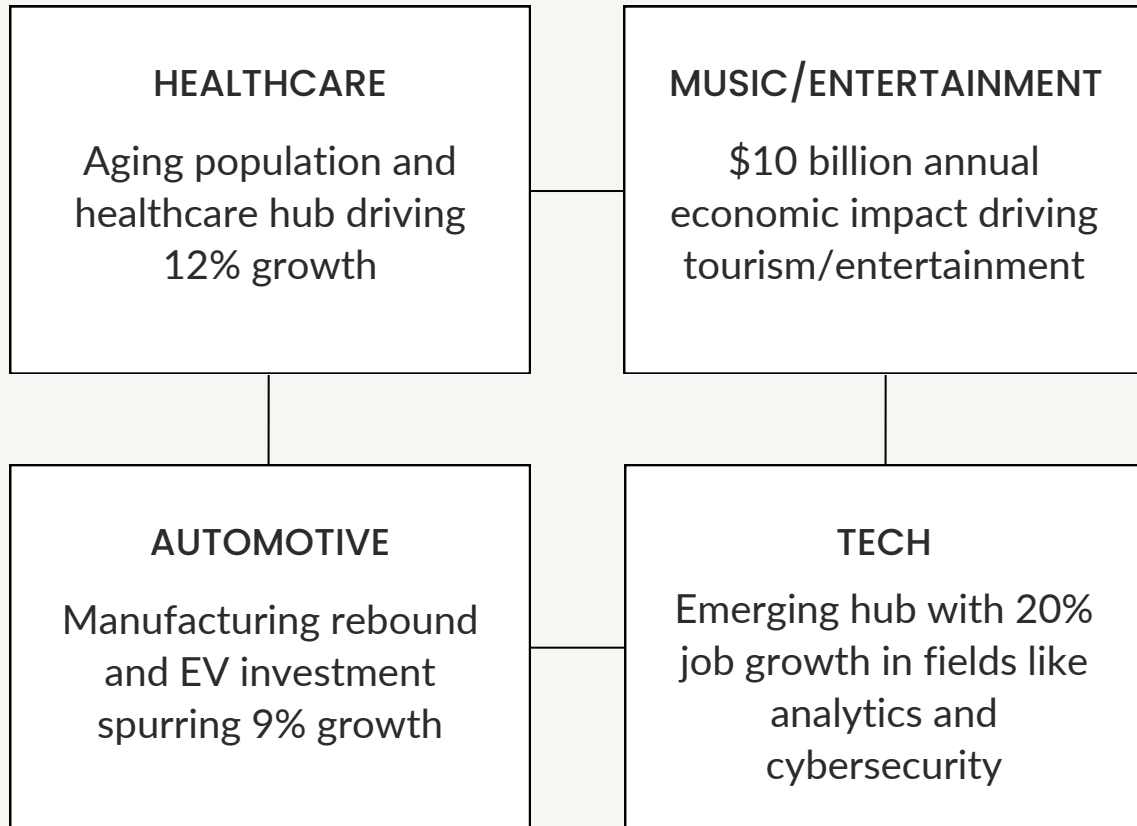 HEALTHCARE
Aging population and
healthcare hub driving
12% growth
MUSIC/ENTERTAINMENT
$10 billion annual
economic impact driving
tourism/entertainment
AUTOMOTIVE
Manufacturing rebound
and EV investment
spurring 9% growth
TECH
Emerging hub with 20%
job growth in fields like
analytics and
cybersecurity